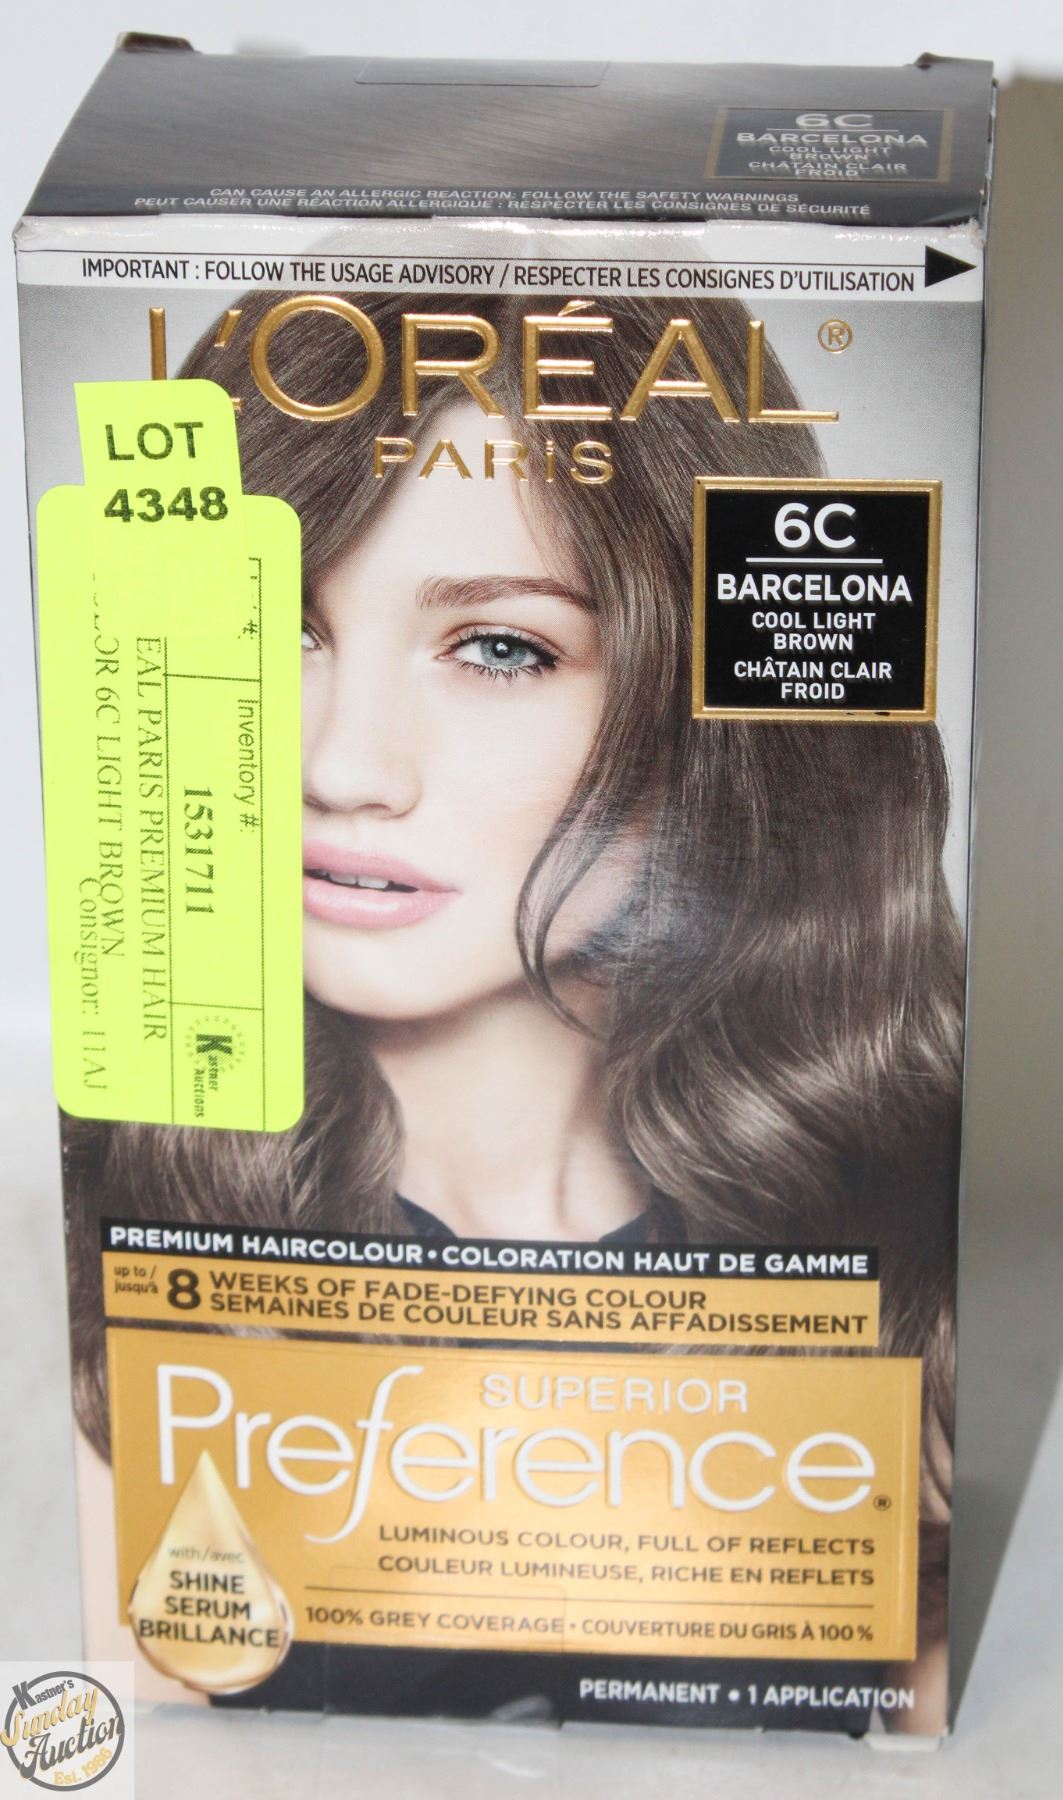 6C
BARCELONA
COOL LIGHT
BROWN
CHÂTAIN CLAIR
FROID
CAN CAUSE AN ALLERGIC REACTION: FOLLOW THE SAFETY WARNINGS
PEUT CAUSER UNE RÉACTION ALLERGIQUE : RESPECTER LES CONSIGNES DE SÉCURITÉ
IMPORTANT : FOLLOW THE USAGE ADVISORY / RESPECTER LES CONSIGNES D'UTILISATION
L'ORÉAL®
PARiS
LOT
4348
Inventory #:
1531711
Kastner Auctions
EAL PARIS PREMIUM HAIR
OR 6C LIGHT BROWN
Consignor: 11AJ
6C
BARCELONA
COOL LIGHT
BROWN
CHÂTAIN CLAIR
FROID
PREMIUM HAIRCOLOUR • COLORATION HAUT DE GAMME
up to / jusqu'à
8 WEEKS OF FADE-DEFYING COLOUR
SEMAINES DE COULEUR SANS AFFADISSEMENT
SUPERIOR
Preference®
LUMINOUS COLOUR, FULL OF REFLECTS
COULEUR LUMINEUSE, RICHE EN REFLETS
with/avec
SHINE
SERUM
BRILLANCE
100% GREY COVERAGE • COUVERTURE DU GRIS À 100 %
PERMANENT • 1 APPLICATION
Kastner's
Sunday
Auction
Est. 1986